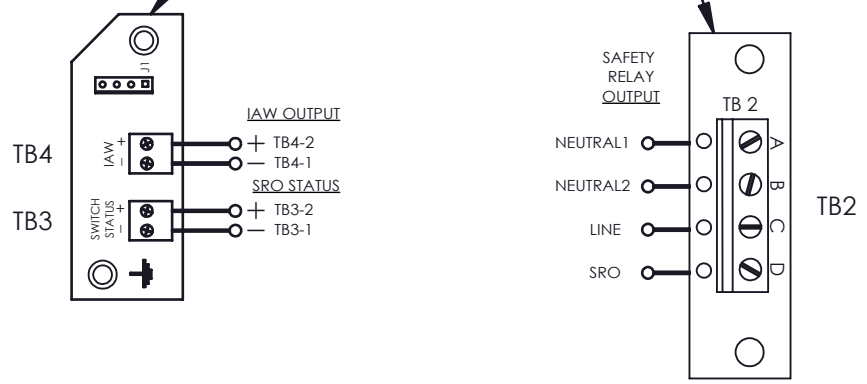 J1
IAW OUTPUT
TB4
IAW
+
−
+ TB4-2
− TB4-1
SRO STATUS
TB3
SWITCH
STATUS
+
−
+ TB3-2
− TB3-1
SAFETY
RELAY
OUTPUT
TB 2
NEUTRAL1
A
NEUTRAL2
B
TB2
LINE
C
SRO
D